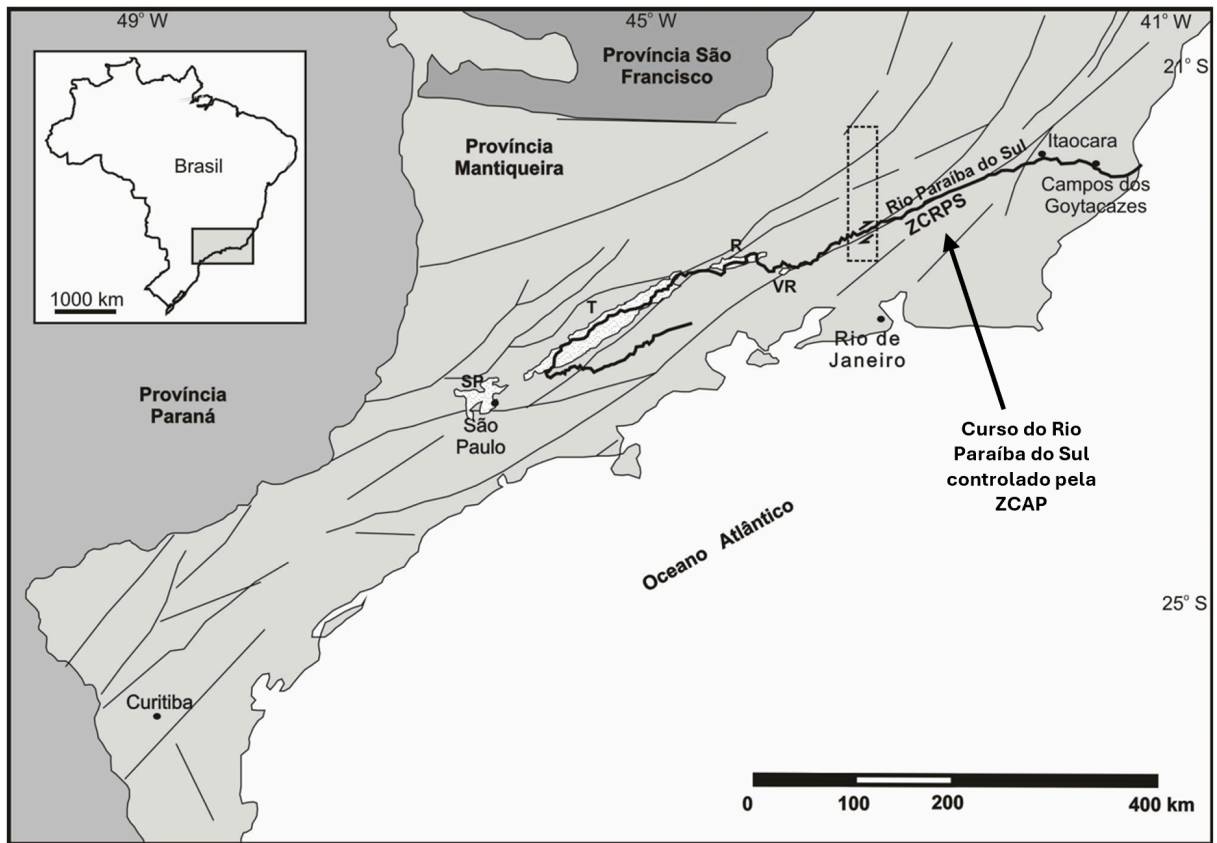 49° W
45° W
41° W
21° S
Província São
Francisco
Brasil
1000 km
Província
Mantiqueira
Itaocara
Rio Paraíba do Sul
Campos dos
Goytacazes
ZCRPS
R
VR
T
Rio de
Janeiro
SP
São
Paulo
Província
Paraná
Curso do Rio
Paraíba do Sul
controlado pela
ZCAP
Oceano Atlântico
25° S
Curitiba
0 100 200 400 km